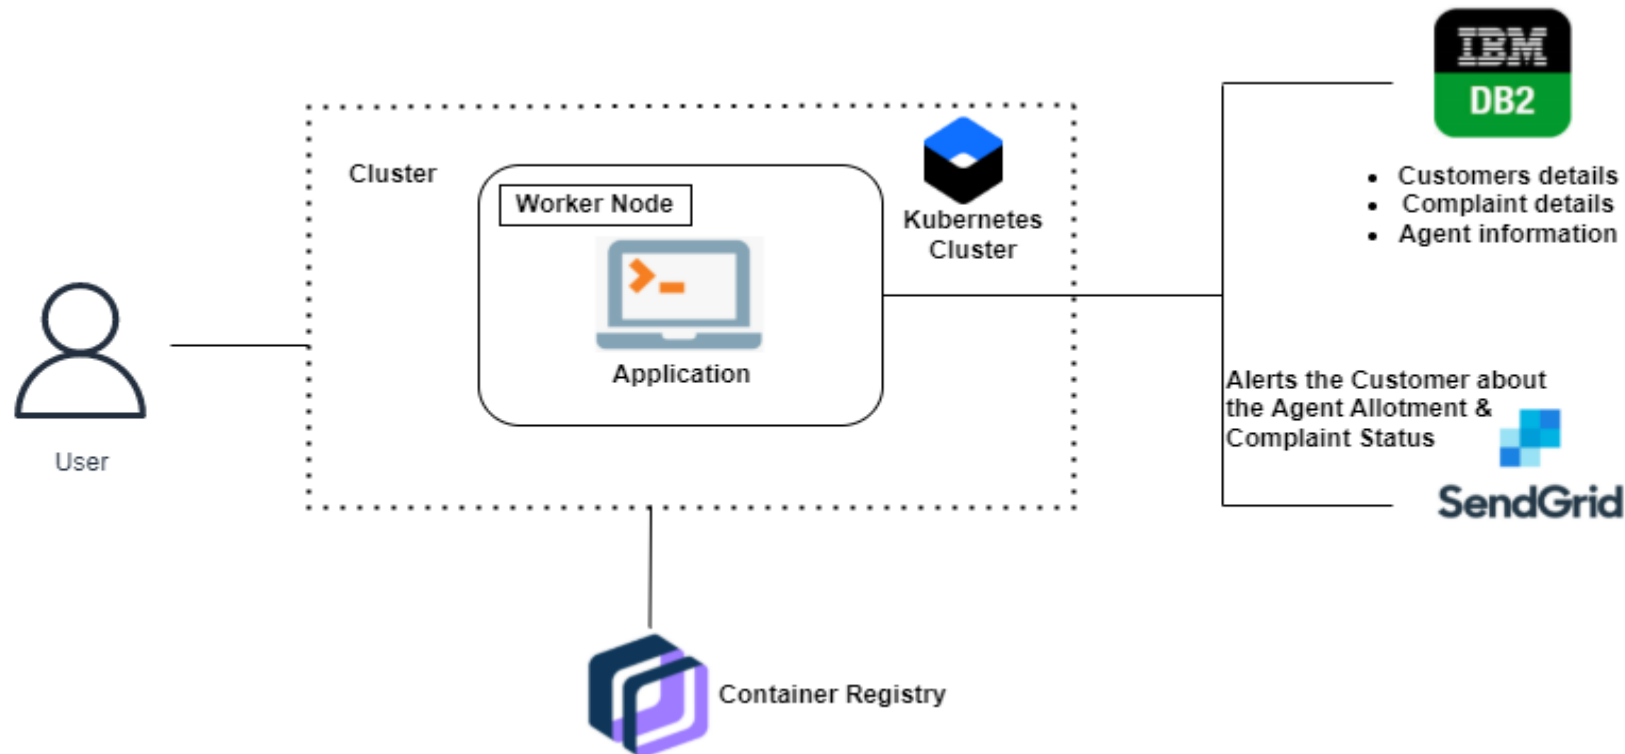 IBM
DB2
Cluster
Worker Node
Kubernetes
Cluster
Customers details
Complaint details
Agent information
Application
Alerts the Customer about
the Agent Allotment &
Complaint Status
User
SendGrid
Container Registry